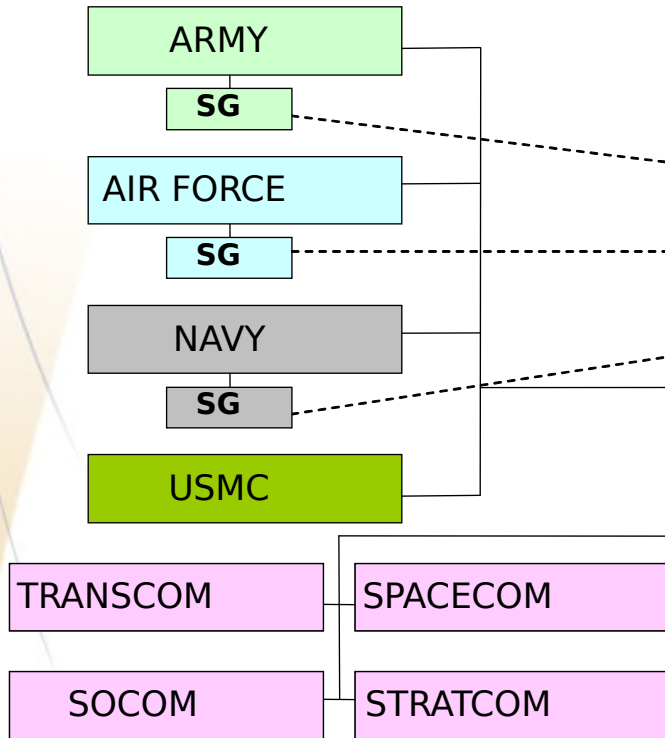 ARMY
SG
AIR FORCE
SG
NAVY
SG
USMC
TRANSCOM
SPACECOM
SOCOM
STRATCOM